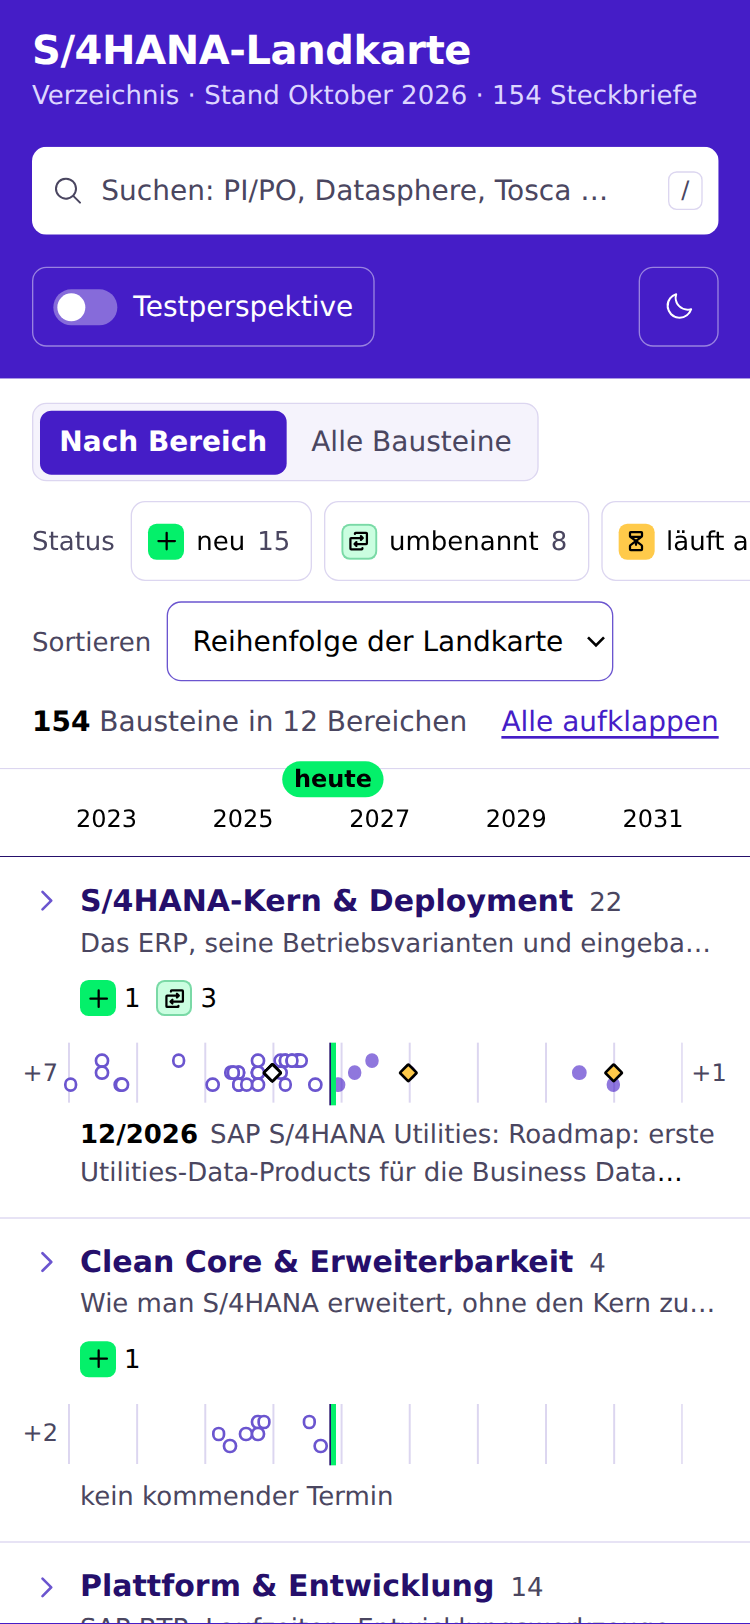 S/4HANA-Landkarte
Verzeichnis · Stand Oktober 2026 · 154 Steckbriefe
Suchen: PI/PO, Datasphere, Tosca ... /
Testperspektive
Nach Bereich Alle Bausteine
Status neu 15 umbenannt 8 läuft a
Sortieren Reihenfolge der Landkarte
154 Bausteine in 12 Bereichen Alle aufklappen
heute
2023 2025 2027 2029 2031
S/4HANA-Kern & Deployment 22
Das ERP, seine Betriebsvarianten und eingeba...
1 3
+7 +1
12/2026 SAP S/4HANA Utilities: Roadmap: erste
Utilities-Data-Products für die Business Data...
Clean Core & Erweiterbarkeit 4
Wie man S/4HANA erweitert, ohne den Kern zu...
1
+2
kein kommender Termin
Plattform & Entwicklung 14